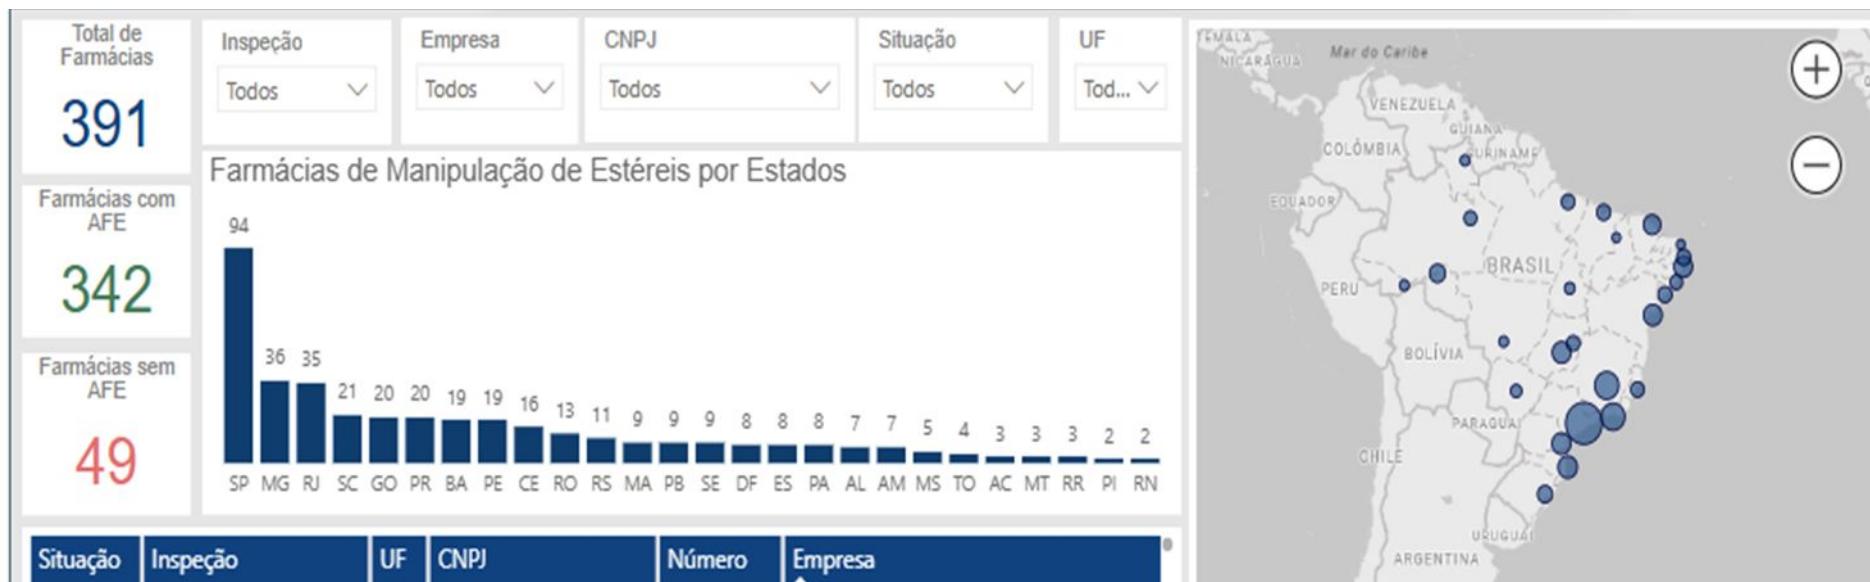 Total de
Farmácias
391
Farmácias com
AFE
342
Farmácias sem
AFE
49
Inspeção
Todos
Empresa
Todos
CNPJ
Todos
Situação
Todos
UF
Tod...
Farmácias de Manipulação de Estéreis por Estados
94 36 35 21 20 20 19 19 16 13 11 9 9 9 8 8 8 7 7 5 4 3 3 3 2 2
SP MG RJ SC GO PR BA PE CE RO RS MA PB SE DF ES PA AL AM MS TO AC MT RR PI RN
Situação Inspeção UF CNPJ Número Empresa
NICARÁGUA
Mar do Caribe
VENEZUELA
GUIANA
COLÔMBIA
SURINAME
EQUADOR
BRASIL
PERU
BOLÍVIA
PARAGUAI
CHILE
URUGUAI
ARGENTINA